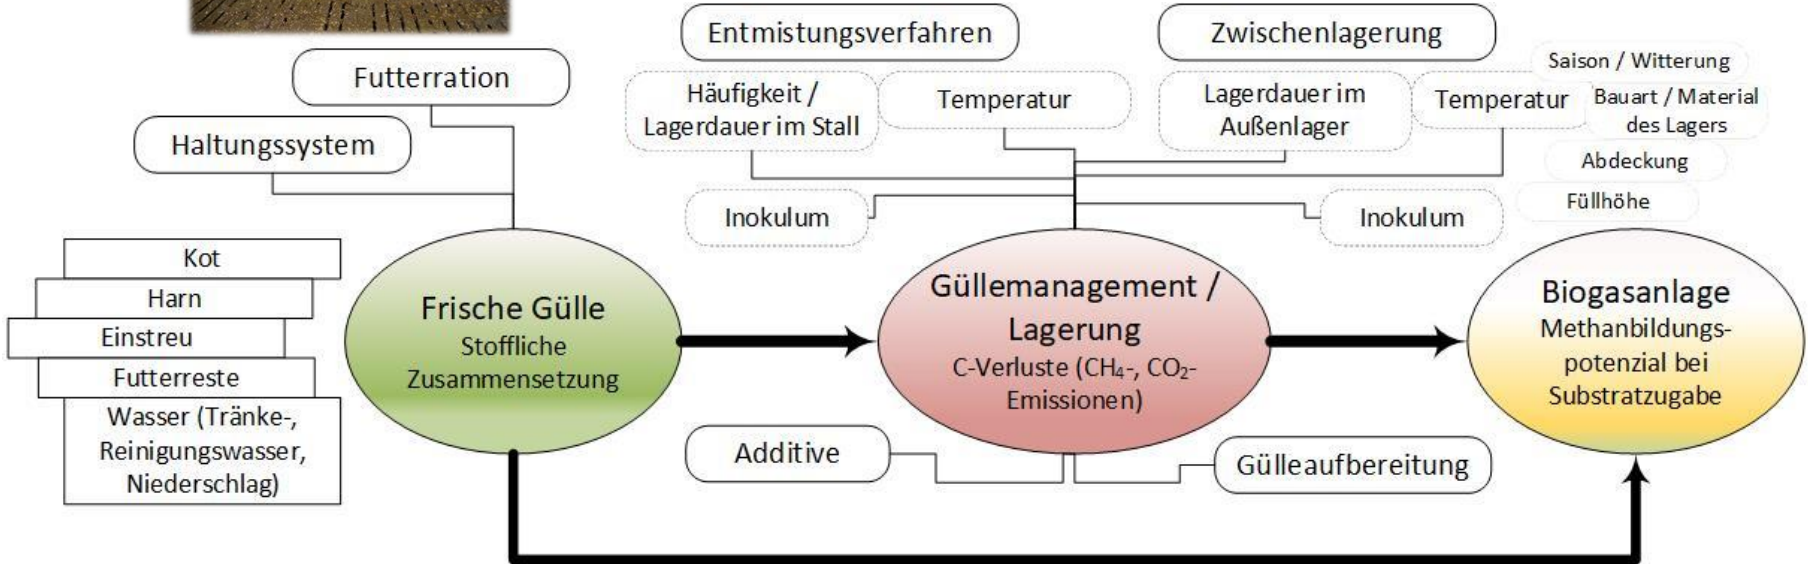 Entmistungsverfahren
Zwischenlagerung
Futterration
Haltungssystem
Häufigkeit /
Lagerdauer im Stall
Temperatur
Lagerdauer im
Außenlager
Temperatur
Saison / Witterung
Bauart / Material
des Lagers
Abdeckung
Füllhöhe
Inokulum
Inokulum
Kot
Harn
Einstreu
Futterreste
Wasser (Tränke-,
Reinigungswasser,
Niederschlag)
Frische Gülle
Stoffliche
Zusammensetzung
Güllemanagement /
Lagerung
C-Verluste (CH₄-, CO₂-
Emissionen)
Biogasanlage
Methanbildungs-
potenzial bei
Substratzugabe
Additive
Gülleaufbereitung